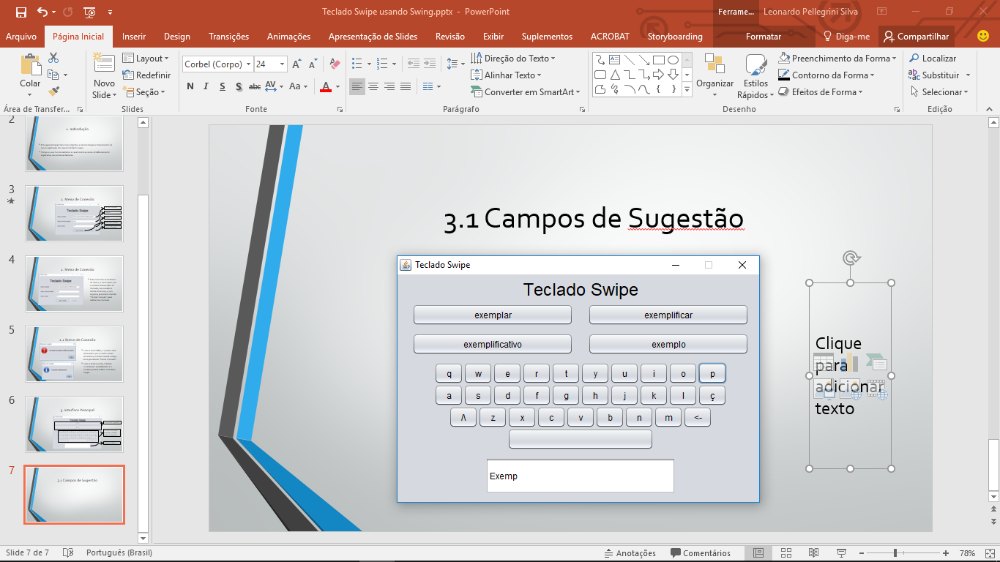 Teclado Swipe usando Swing.pptx - PowerPoint
Ferrame...
Leonardo Pellegrini Silva
Arquivo
Página Inicial
Inserir
Design
Transições
Animações
Apresentação de Slides
Revisão
Exibir
Suplementos
ACROBAT
Storyboarding
Formatar
Diga-me
Compartilhar
Colar
Área de Transfer...
Novo
Slide
Layout
Redefinir
Seção
Slides
Corbel (Corpo)
24
N I S S abc AV Aa A
Fonte
Direção do Texto
Alinhar Texto
Converter em SmartArt
Parágrafo
Organizar
Estilos
Rápidos
Preenchimento da Forma
Contorno da Forma
Efeitos de Forma
Desenho
Localizar
Substituir
Selecionar
Edição
2
1. Introdução
3
2. Menu de Conexão
Teclado Swipe
4
2. Menu de Conexão
Teclado Swipe
5
2.1 Status de Conexão
6
3. Interface Principal
7
3.1 Campos de Sugestão
3.1 Campos de Sugestão
Teclado Swipe
Teclado Swipe
exemplar
exemplificar
exemplificativo
exemplo
q w e r t y u i o p
a s d f g h j k l ç
/\ z x c v b n m <-
Exemp
Clique
para
adicionar
texto
Slide 7 de 7
Português (Brasil)
Anotações
Comentários
78%